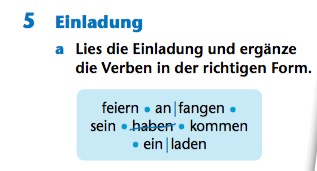 5 Einladung
a Lies die Einladung und ergänze
die Verben in der richtigen Form.
feiern • an|fangen •
sein • haben • kommen
• ein|laden